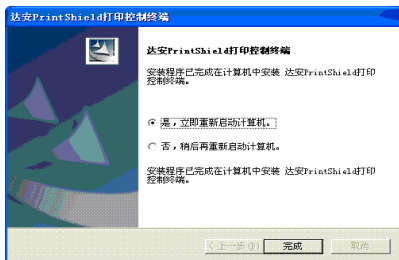 达安PrintShield打印控制终端
达安PrintShield打印控制终端
安装程序已完成在计算机中安装 达安PrintShield打印
控制终端。
是，立即重新启动计算机。
否，稍后再重新启动计算机。
安装程序已完成在计算机中安装 达安PrintShield打印
控制终端。
< 上一步(B) 完成 取消